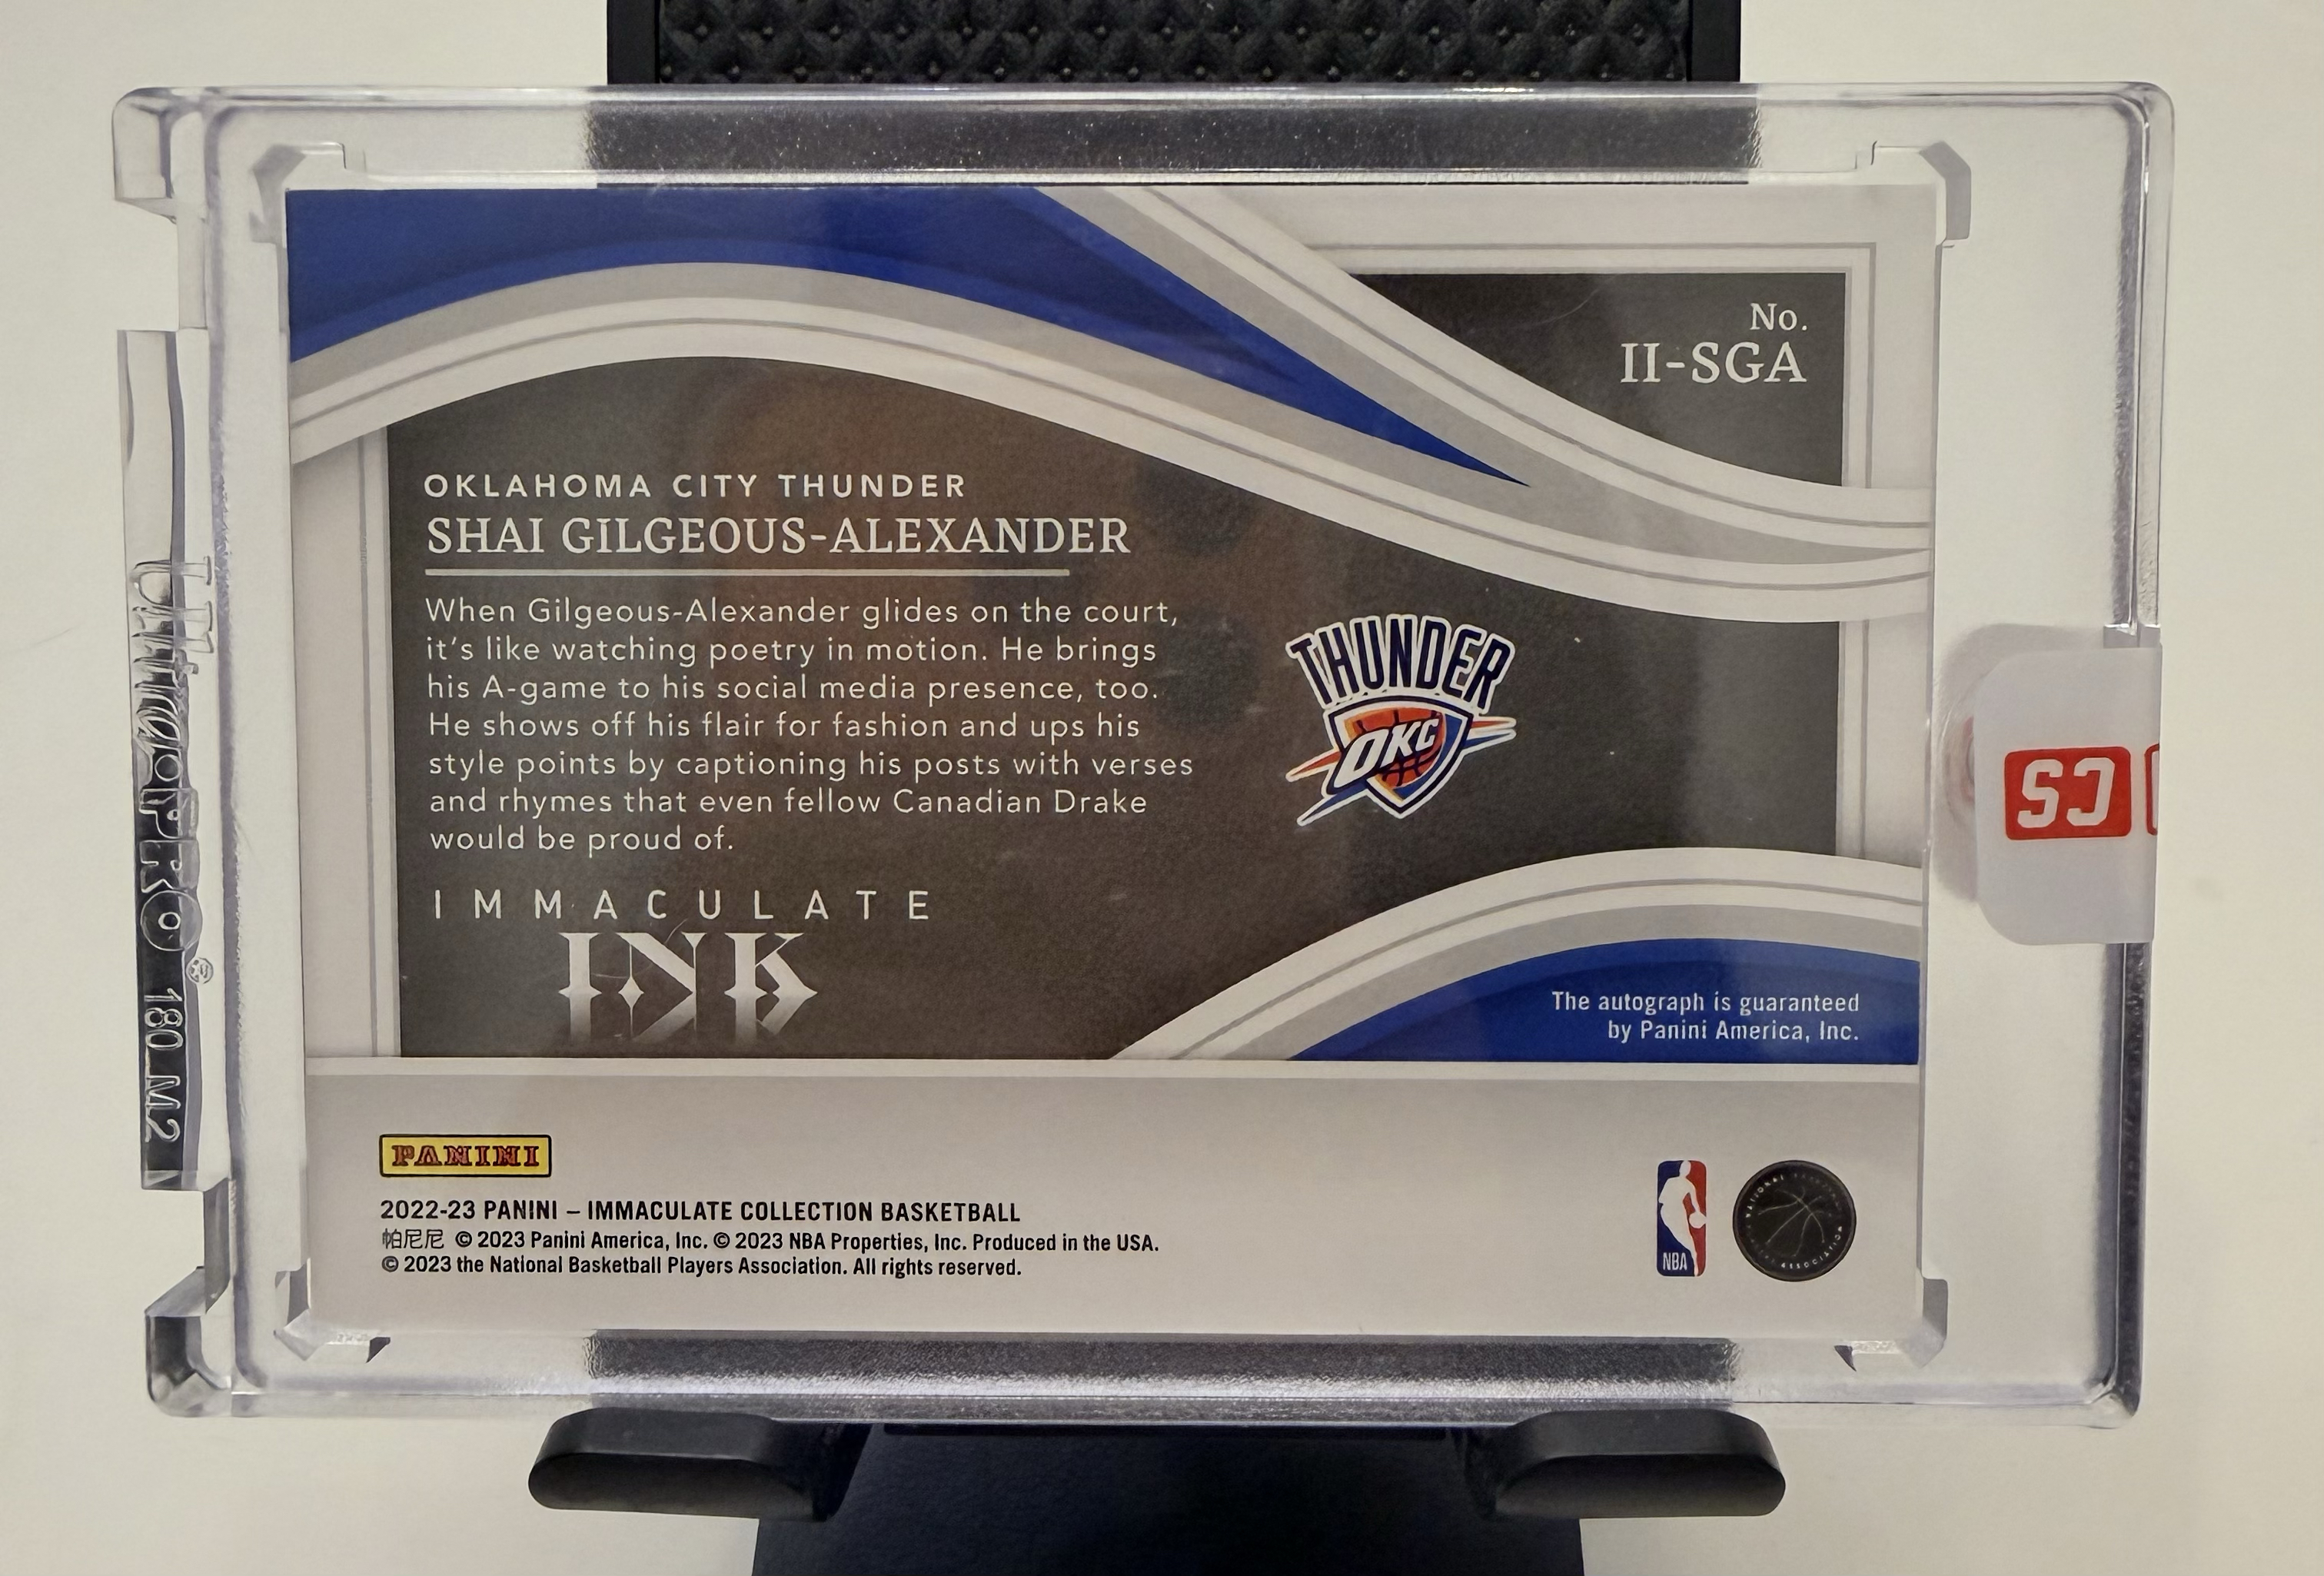 No.
II-SGA
OKLAHOMA CITY THUNDER
SHAI GILGEOUS-ALEXANDER
When Gilgeous-Alexander glides on the court,
it's like watching poetry in motion. He brings
his A-game to his social media presence, too.
He shows off his flair for fashion and ups his
style points by captioning his posts with verses
and rhymes that even fellow Canadian Drake
would be proud of.
THUNDER
OKC
IMMACULATE
INK
The autograph is guaranteed
by Panini America, Inc.
PANINI
2022-23 PANINI – IMMACULATE COLLECTION BASKETBALL
帕尼尼 © 2023 Panini America, Inc. © 2023 NBA Properties, Inc. Produced in the USA.
© 2023 the National Basketball Players Association. All rights reserved.
NBA
UltraPRO® 180_M2